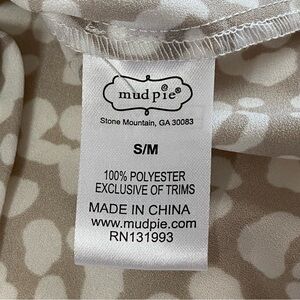 mud pie®
Stone Mountain, GA 30083
S/M
100% POLYESTER
EXCLUSIVE OF TRIMS
MADE IN CHINA
www.mudpie.com
RN131993